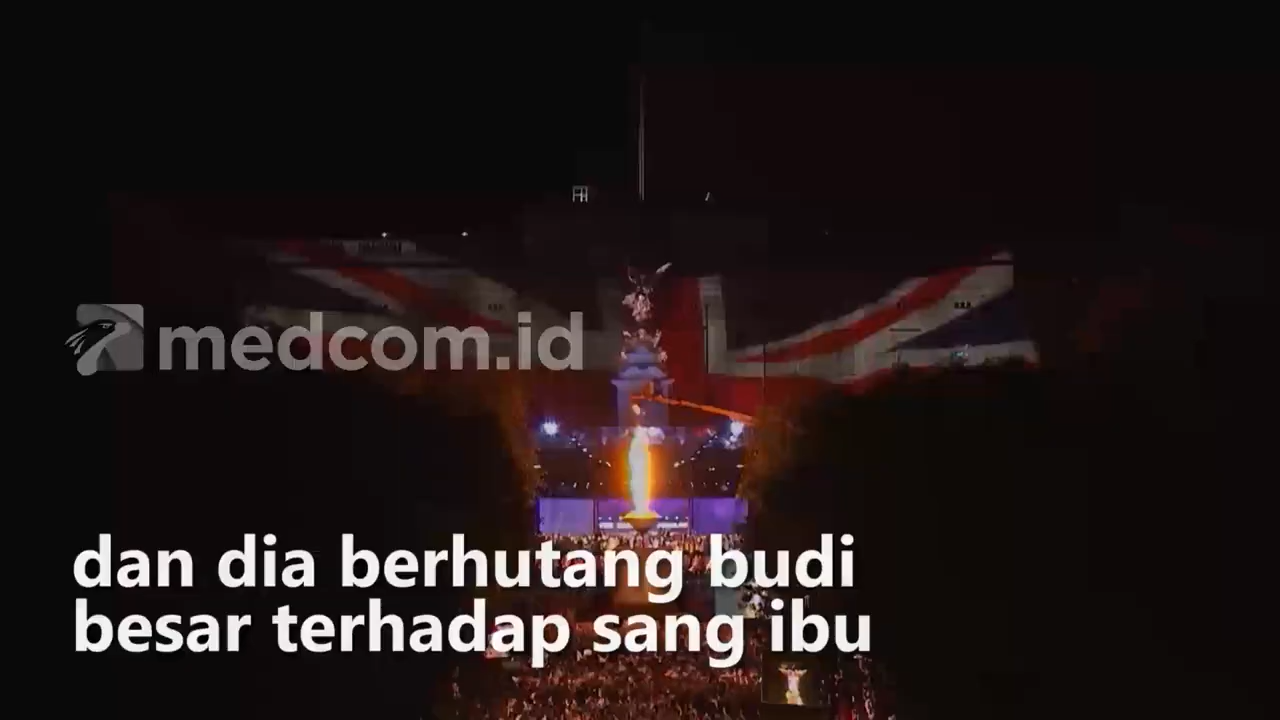 medcom.id
dan dia berhutang budi
besar terhadap sang ibu